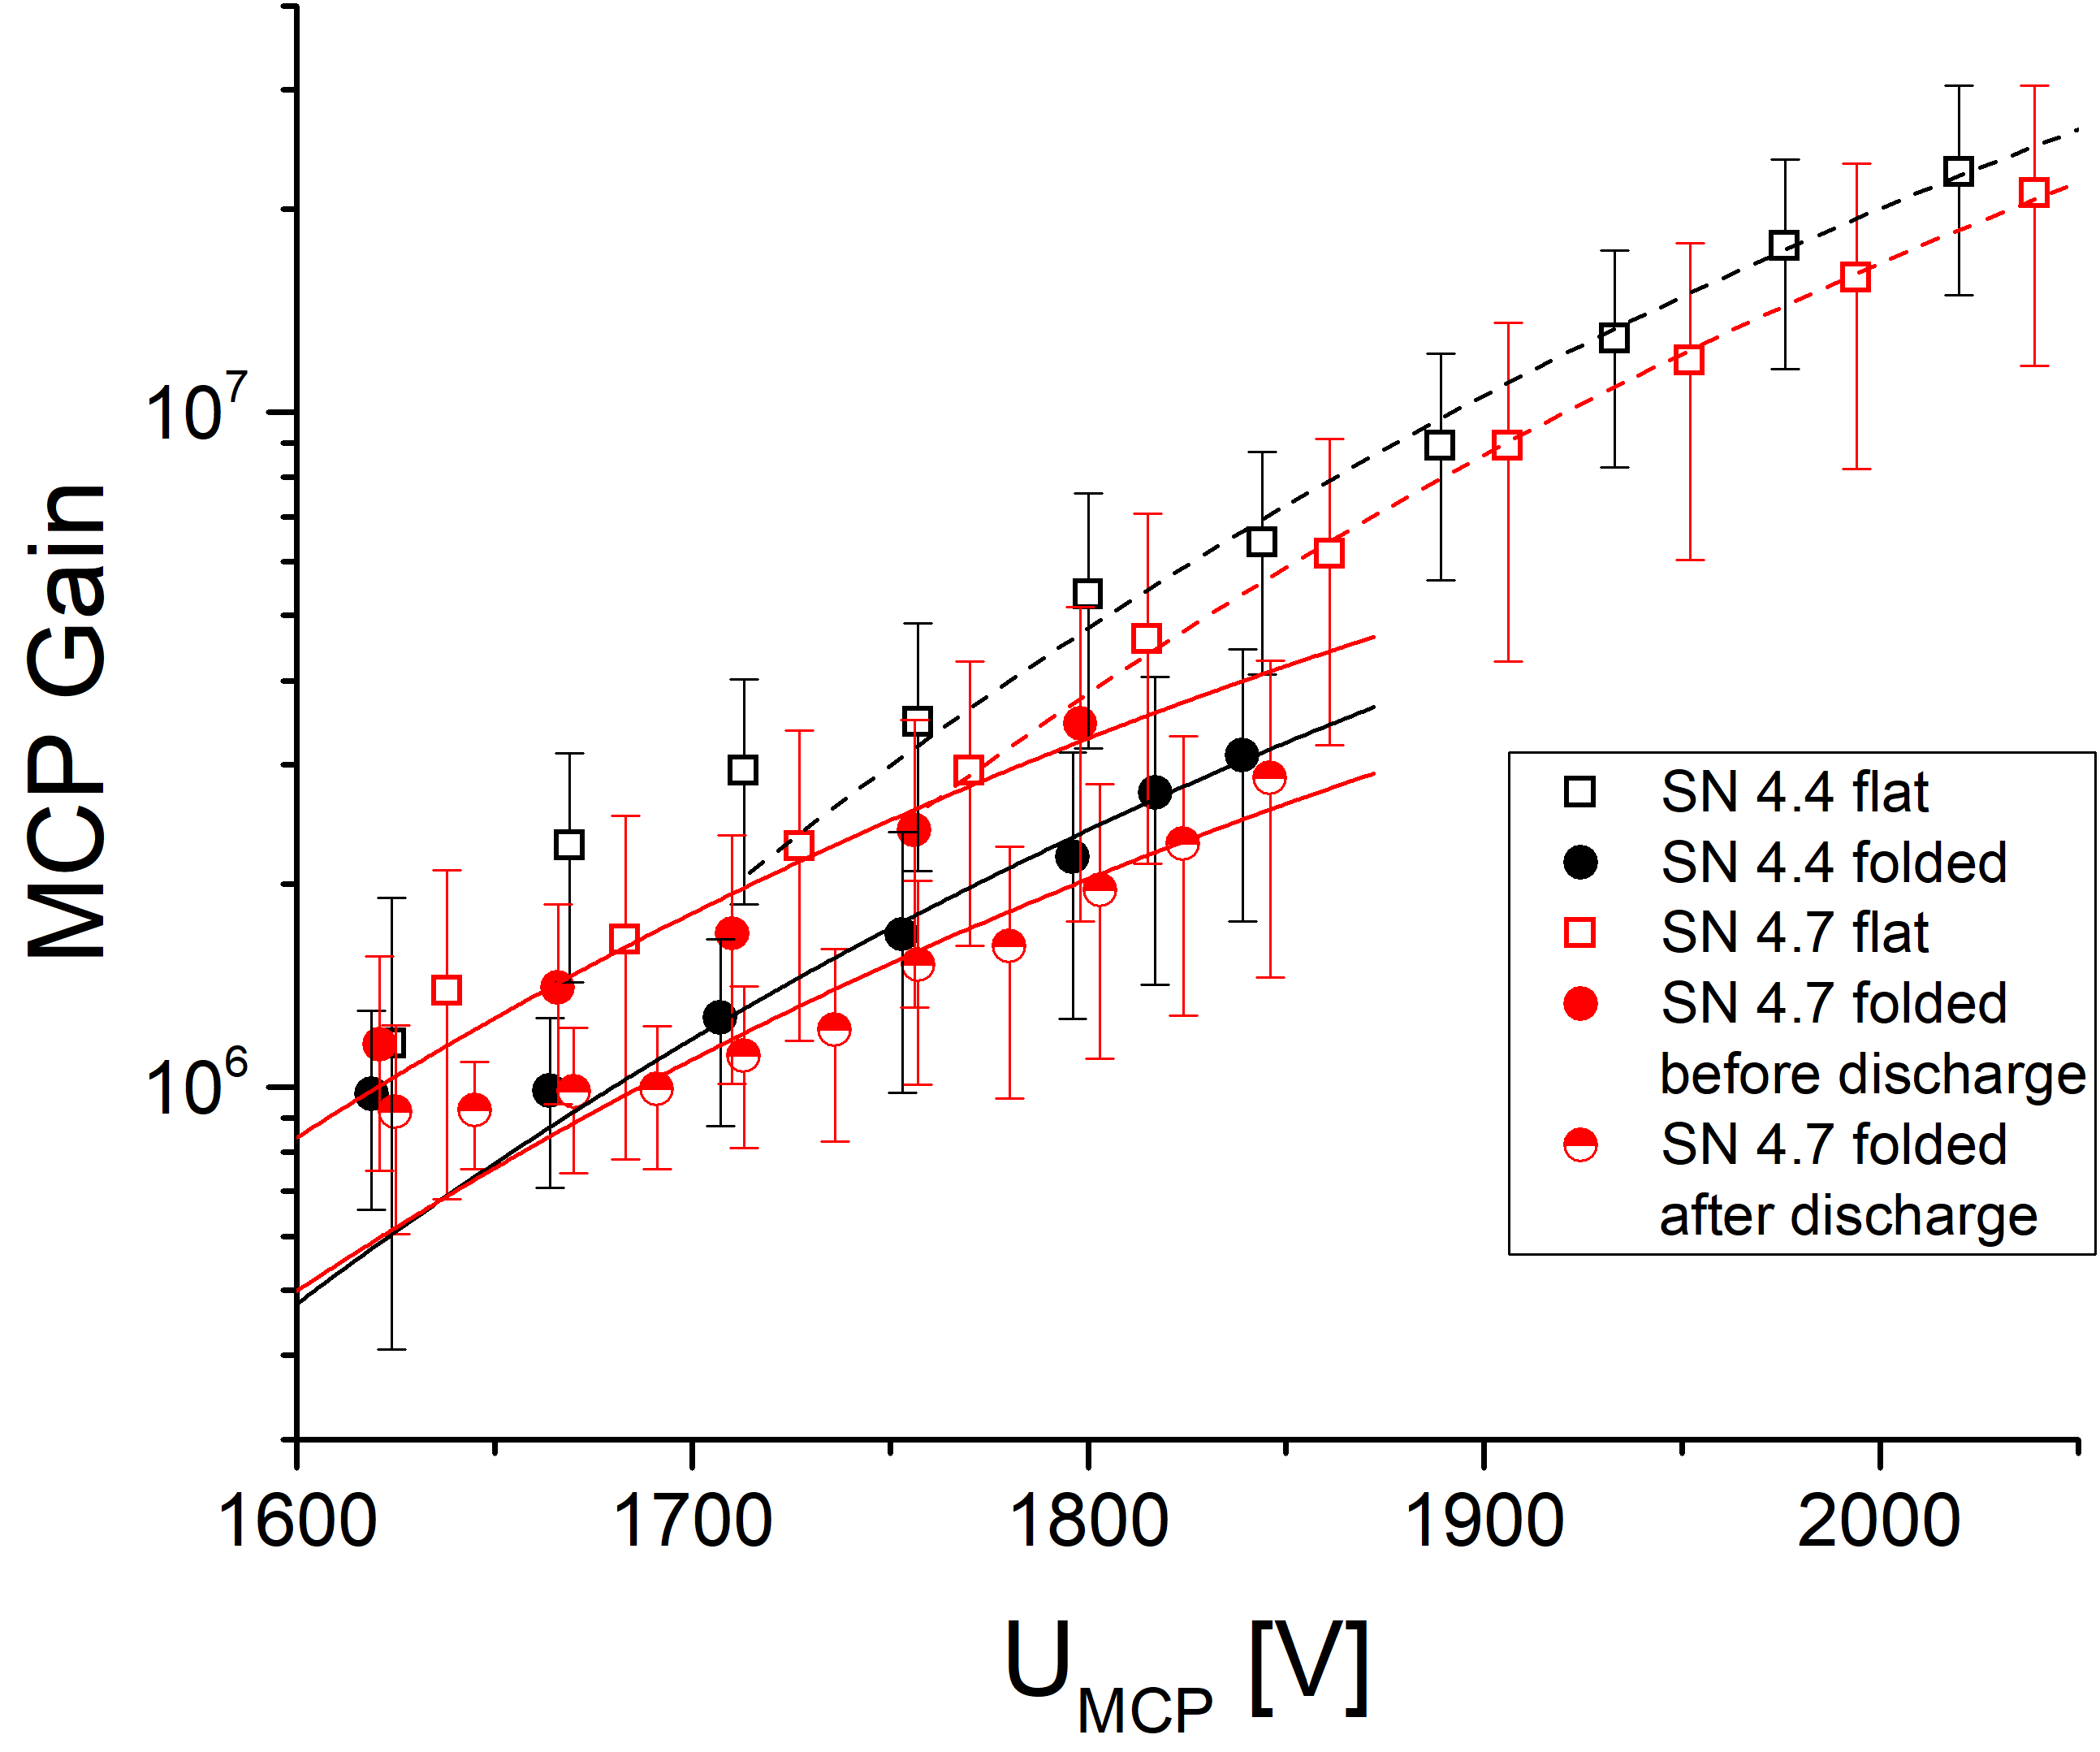 MCP Gain
10^7
10^6
1600 1700 1800 1900 2000
U_MCP [V]
SN 4.4 flat
SN 4.4 folded
SN 4.7 flat
SN 4.7 folded
before discharge
SN 4.7 folded
after discharge